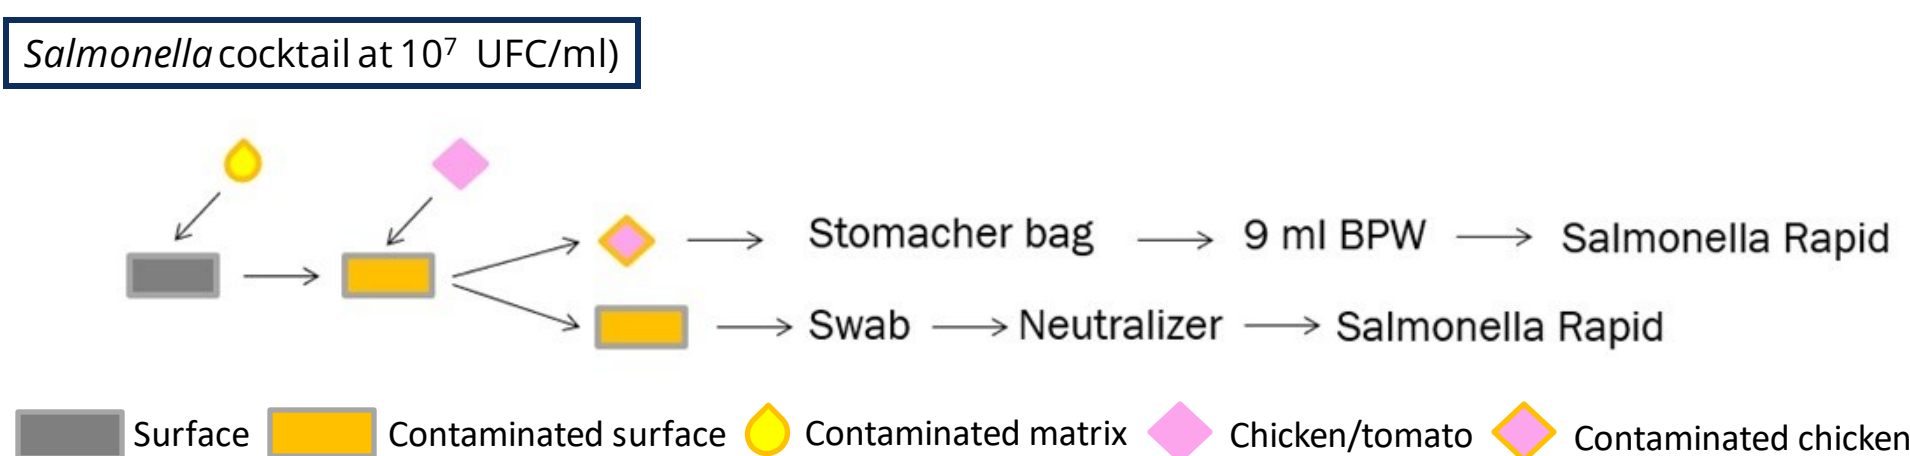 Salmonella cocktail at 10⁷ UFC/ml)
Stomacher bag 9 ml BPW Salmonella Rapid
Swab Neutralizer Salmonella Rapid
Surface Contaminated surface Contaminated matrix Chicken/tomato Contaminated chicken